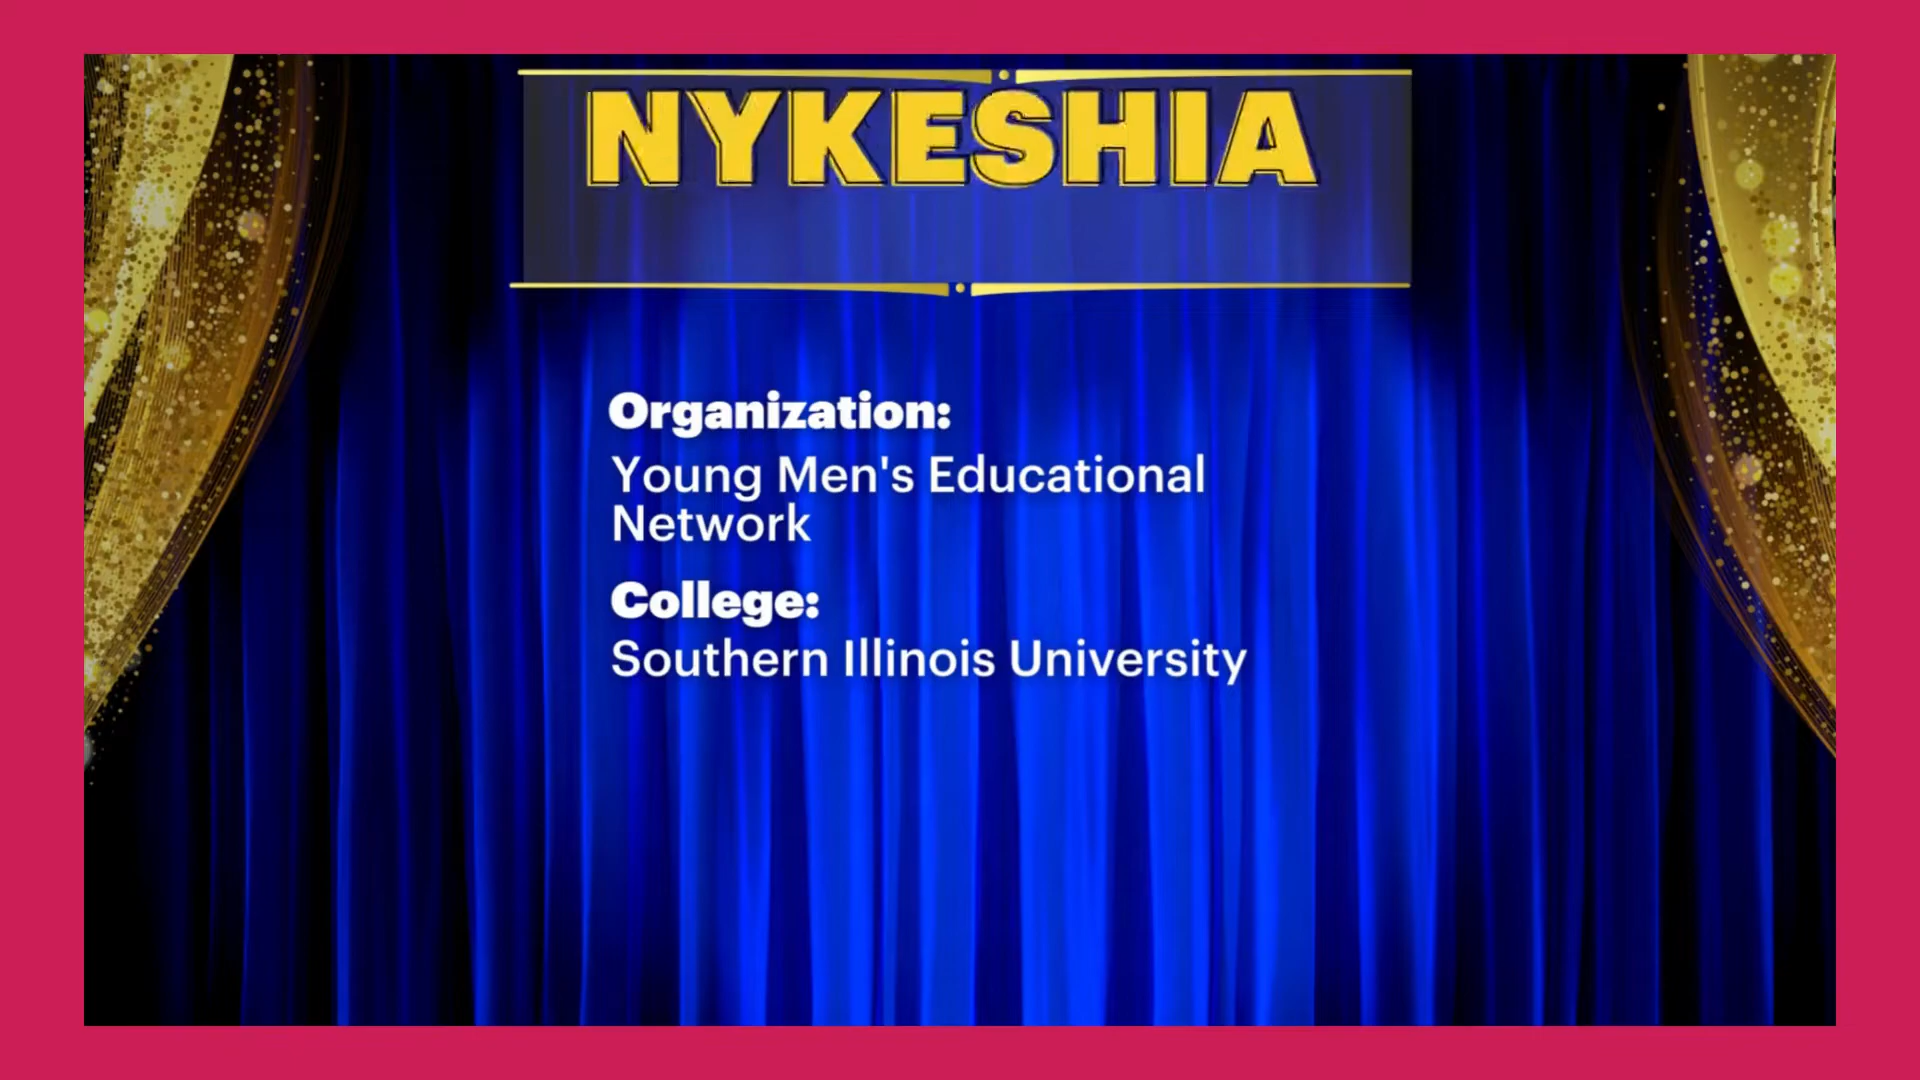 NYKESHIA
Organization:
Young Men's Educational
Network
College:
Southern Illinois University